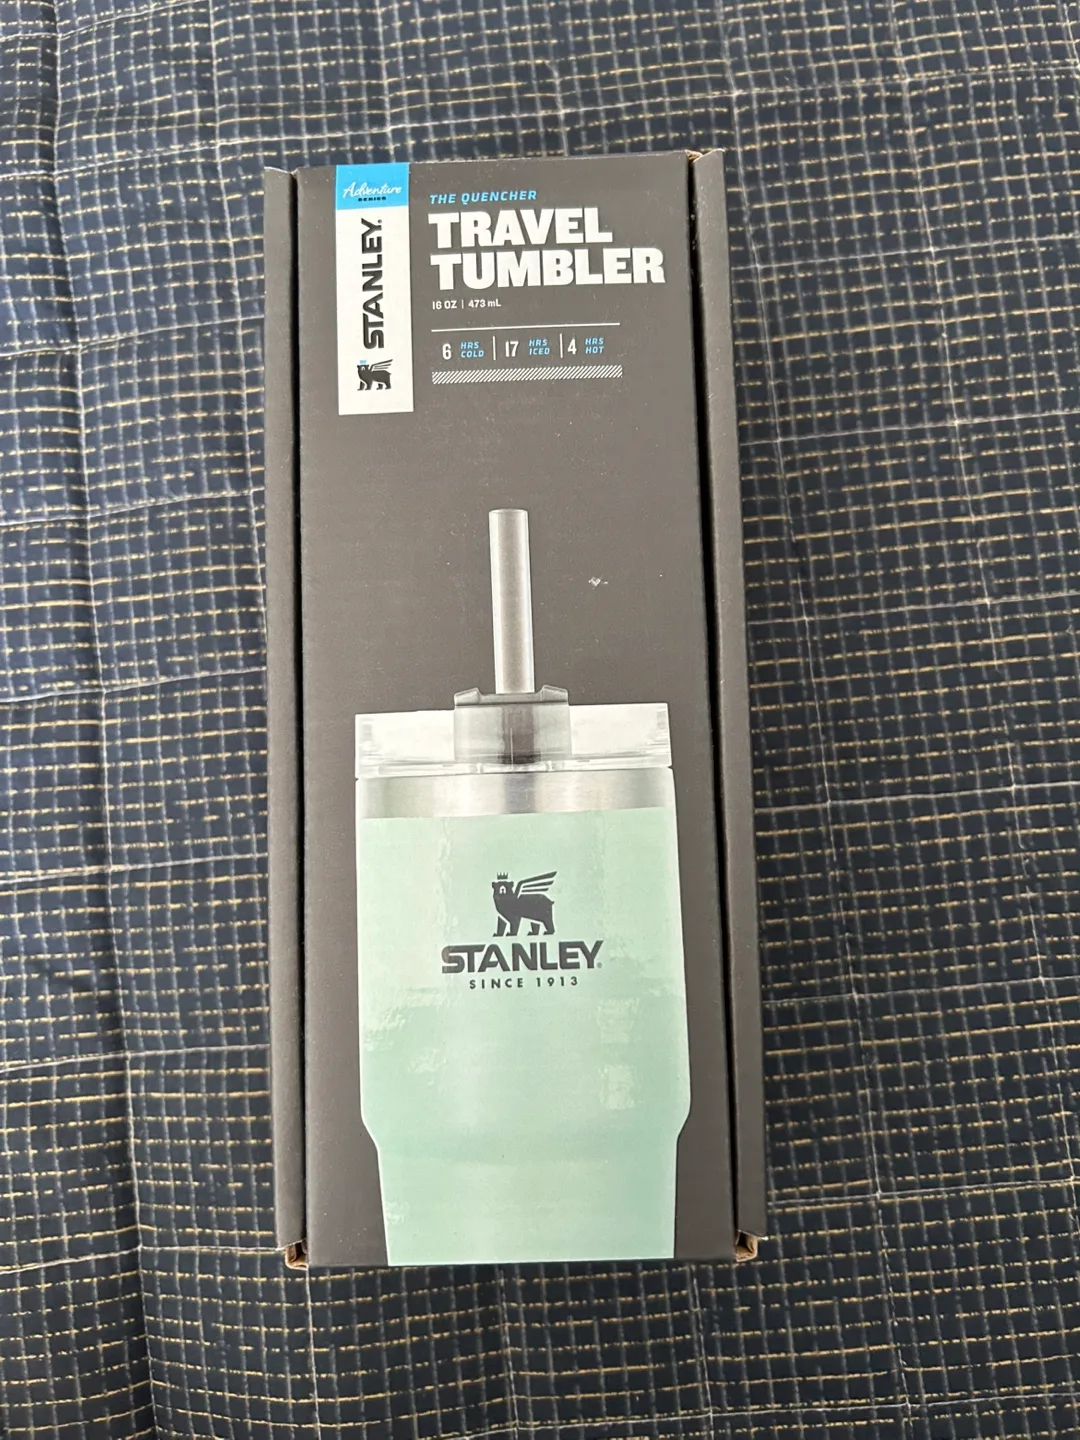 Adventure
SERIES
STANLEY®
THE QUENCHER
TRAVEL
TUMBLER
16 OZ | 473 mL
6 HRS COLD | 17 HRS ICED | 4 HRS HOT
STANLEY®
SINCE 1913